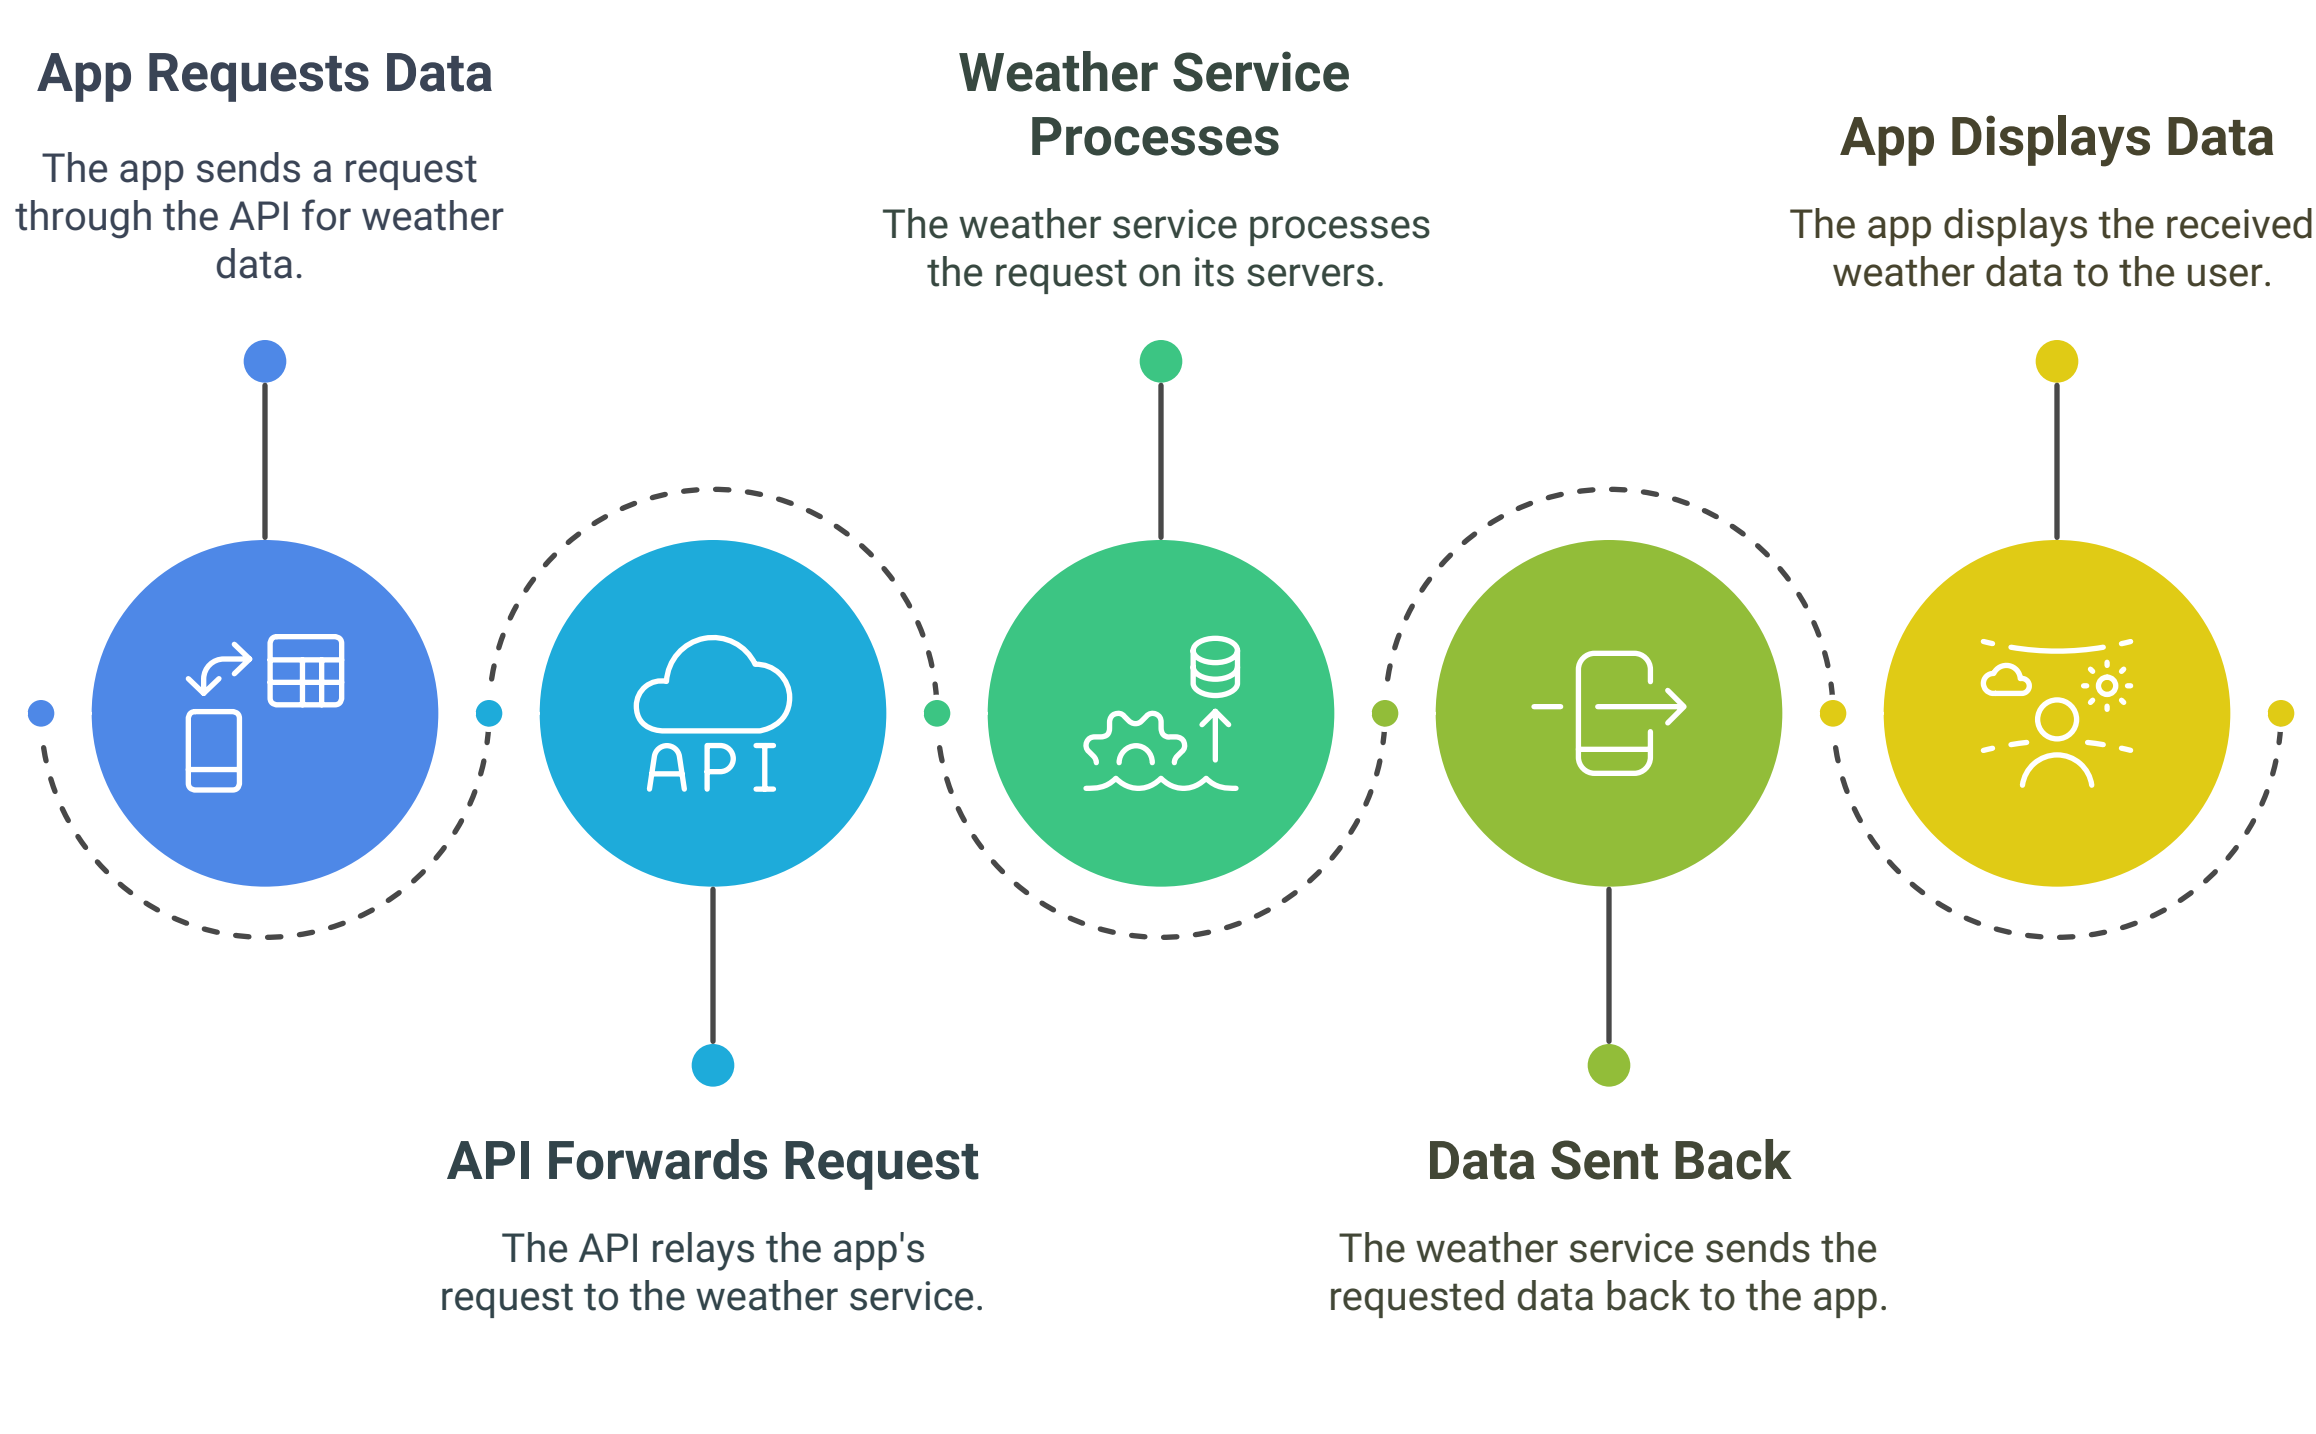 App Requests Data
The app sends a request
through the API for weather
data.
API
API Forwards Request
The API relays the app's
request to the weather service.
Weather Service
Processes
The weather service processes
the request on its servers.
Data Sent Back
The weather service sends the
requested data back to the app.
App Displays Data
The app displays the received
weather data to the user.